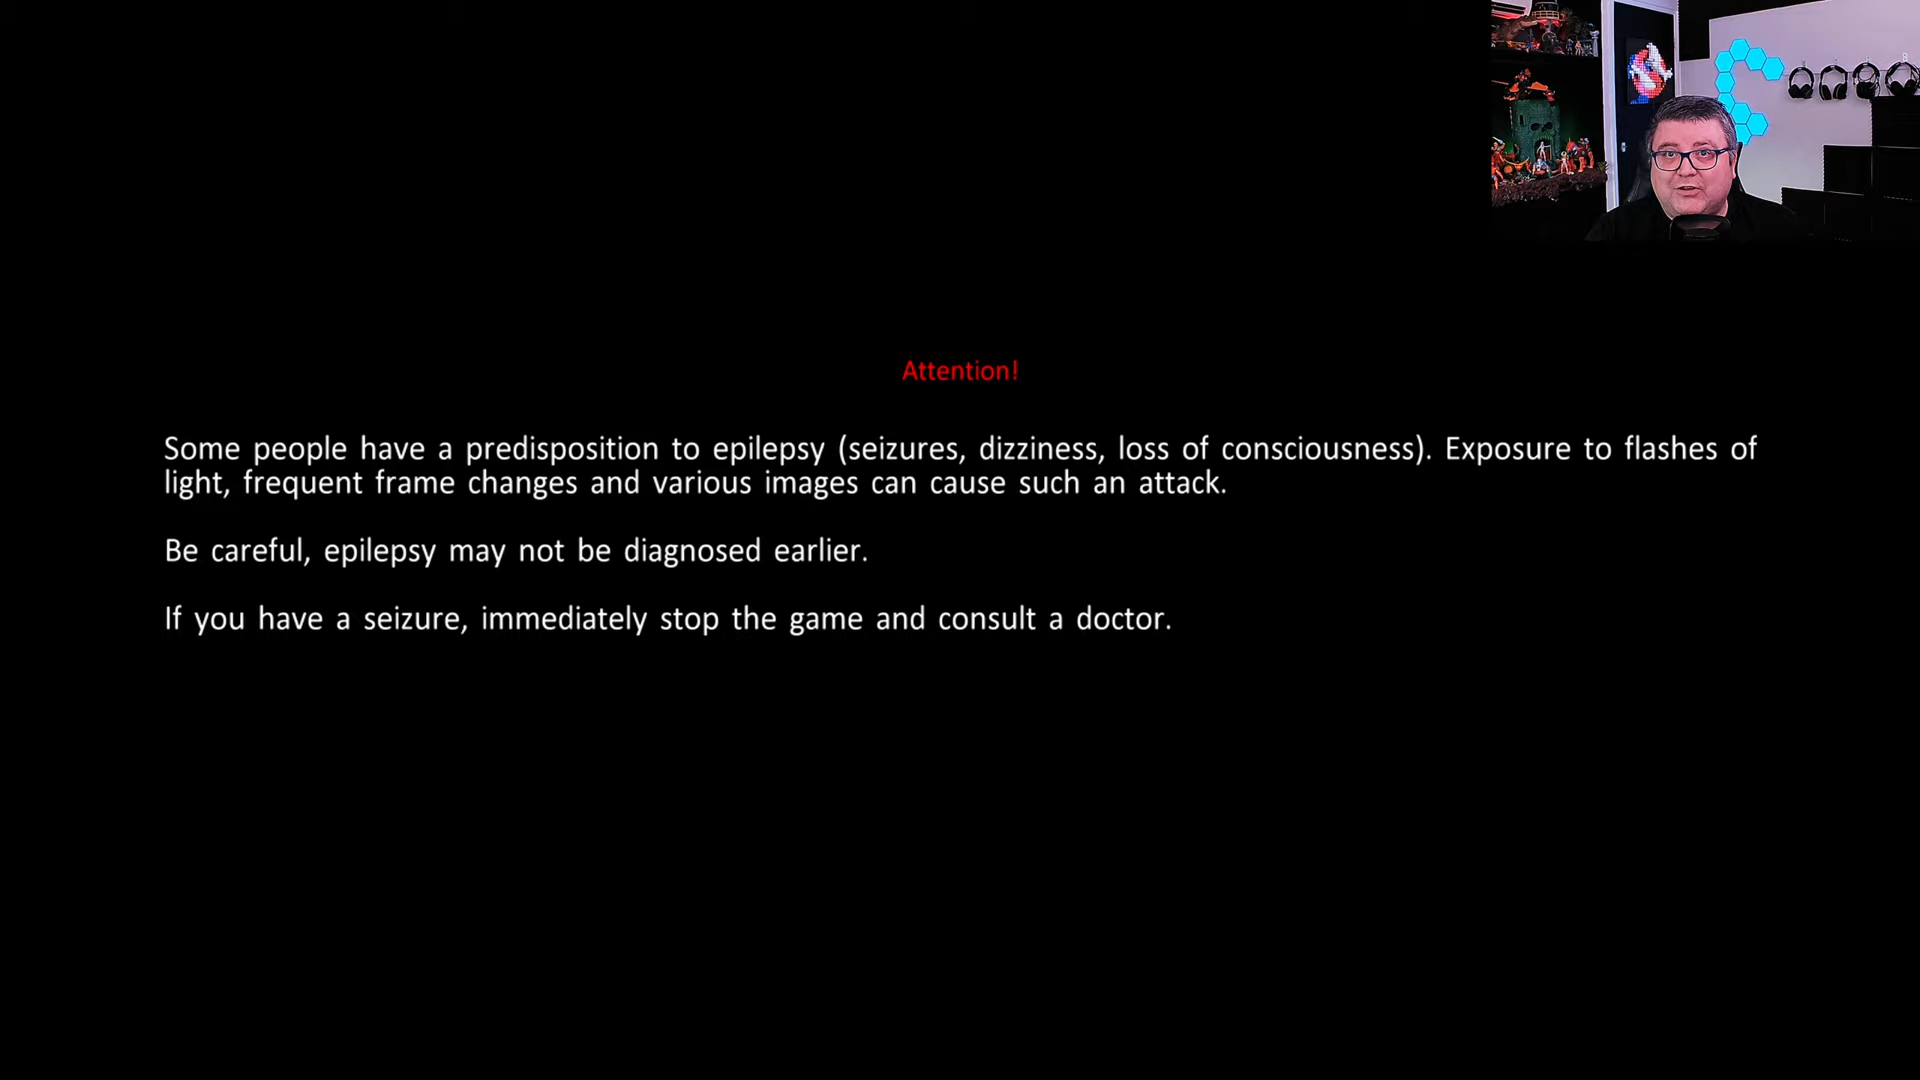 Attention!
Some people have a predisposition to epilepsy (seizures, dizziness, loss of consciousness). Exposure to flashes of
light, frequent frame changes and various images can cause such an attack.
Be careful, epilepsy may not be diagnosed earlier.
If you have a seizure, immediately stop the game and consult a doctor.